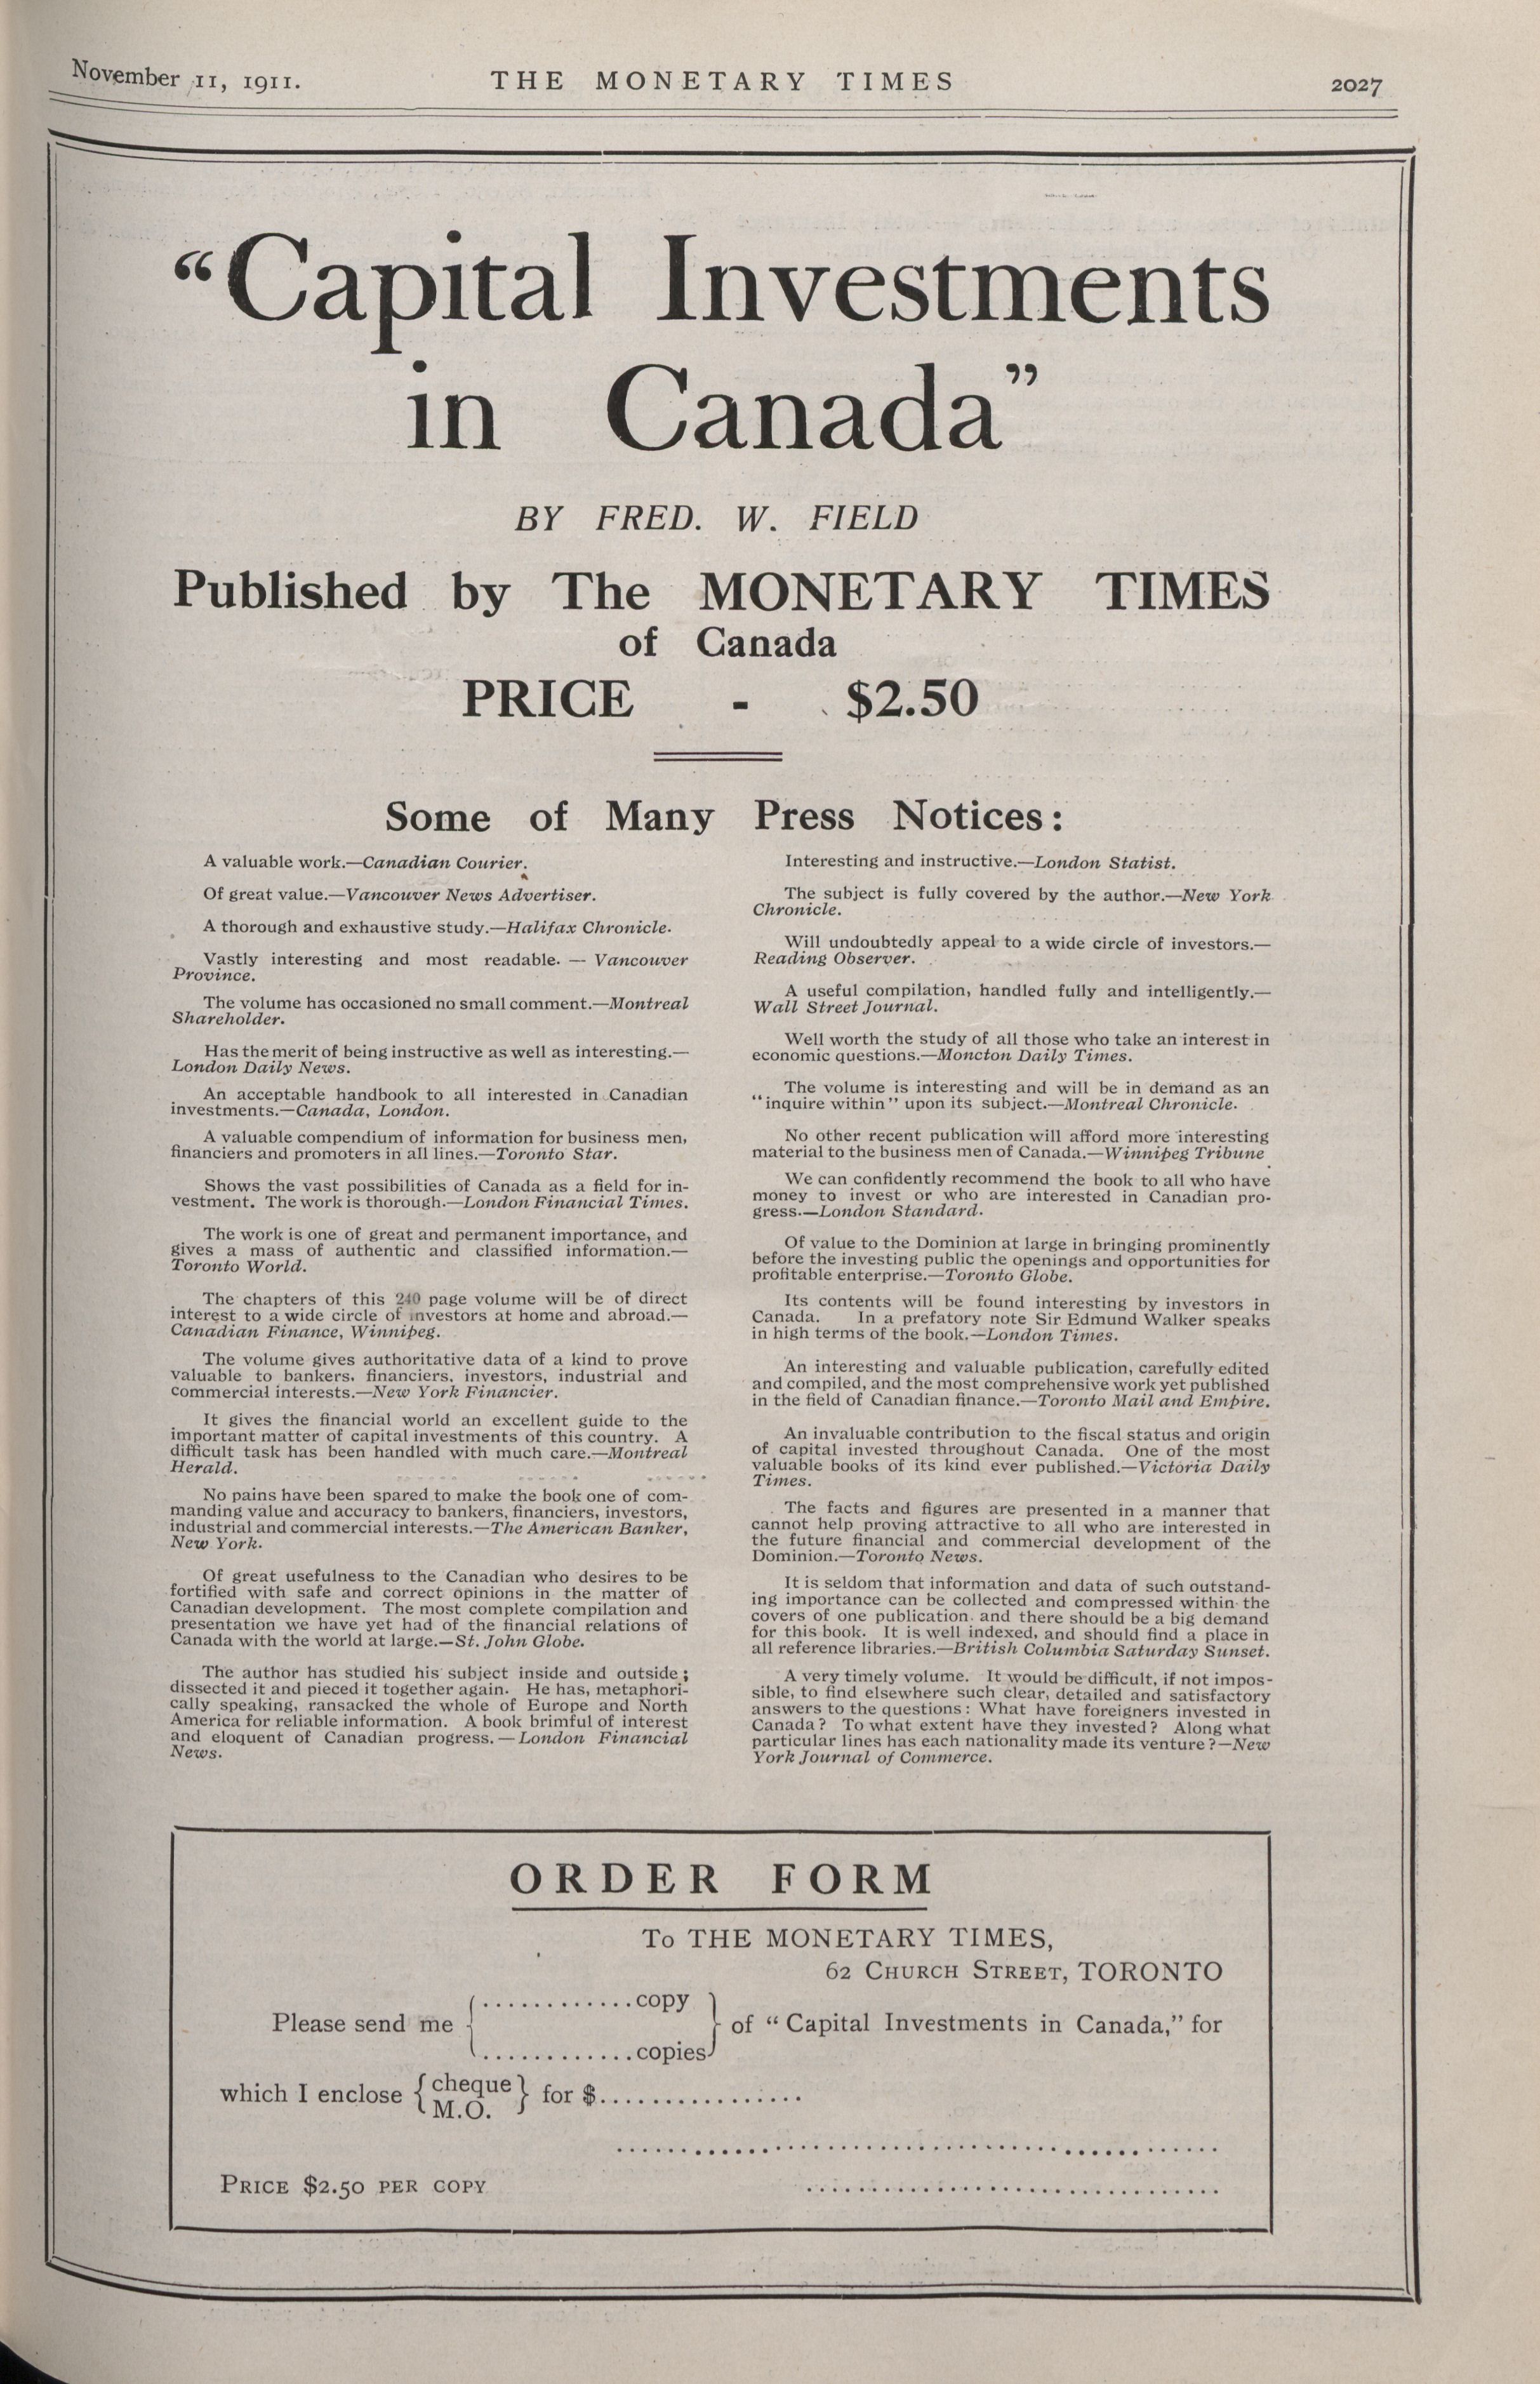 November 11, 1911.
THE MONETARY TIMES
2027
“Capital Investments
in Canada”
BY FRED. W. FIELD
Published by The MONETARY TIMES
of Canada
PRICE - $2.50
Some of Many Press Notices:
A valuable work.—Canadian Courier.
Of great value.—Vancouver News Advertiser.
A thorough and exhaustive study.—Halifax Chronicle.
Vastly interesting and most readable. — Vancouver
Province.
The volume has occasioned no small comment.—Montreal
Shareholder.
Has the merit of being instructive as well as interesting.—
London Daily News.
An acceptable handbook to all interested in Canadian
investments.—Canada, London.
A valuable compendium of information for business men,
financiers and promoters in all lines.—Toronto Star.
Shows the vast possibilities of Canada as a field for in-
vestment. The work is thorough.—London Financial Times.
The work is one of great and permanent importance, and
gives a mass of authentic and classified information.—
Toronto World.
The chapters of this 240 page volume will be of direct
interest to a wide circle of investors at home and abroad.—
Canadian Finance, Winnipeg.
The volume gives authoritative data of a kind to prove
valuable to bankers, financiers, investors, industrial and
commercial interests.—New York Financier.
It gives the financial world an excellent guide to the
important matter of capital investments of this country. A
difficult task has been handled with much care.—Montreal
Herald.
No pains have been spared to make the book one of com-
manding value and accuracy to bankers, financiers, investors,
industrial and commercial interests.—The American Banker,
New York.
Of great usefulness to the Canadian who desires to be
fortified with safe and correct opinions in the matter of
Canadian development. The most complete compilation and
presentation we have yet had of the financial relations of
Canada with the world at large.—St. John Globe.
The author has studied his subject inside and outside;
dissected it and pieced it together again. He has, metaphori-
cally speaking, ransacked the whole of Europe and North
America for reliable information. A book brimful of interest
and eloquent of Canadian progress. — London Financial
News.
Interesting and instructive.—London Statist.
The subject is fully covered by the author.—New York
Chronicle.
Will undoubtedly appeal to a wide circle of investors.—
Reading Observer.
A useful compilation, handled fully and intelligently.—
Wall Street Journal.
Well worth the study of all those who take an interest in
economic questions.—Moncton Daily Times.
The volume is interesting and will be in demand as an
“inquire within” upon its subject.—Montreal Chronicle.
No other recent publication will afford more interesting
material to the business men of Canada.—Winnipeg Tribune
We can confidently recommend the book to all who have
money to invest or who are interested in Canadian pro-
gress.—London Standard.
Of value to the Dominion at large in bringing prominently
before the investing public the openings and opportunities for
profitable enterprise.—Toronto Globe.
Its contents will be found interesting by investors in
Canada. In a prefatory note Sir Edmund Walker speaks
in high terms of the book.—London Times.
An interesting and valuable publication, carefully edited
and compiled, and the most comprehensive work yet published
in the field of Canadian finance.—Toronto Mail and Empire.
An invaluable contribution to the fiscal status and origin
of capital invested throughout Canada. One of the most
valuable books of its kind ever published.—Victoria Daily
Times.
The facts and figures are presented in a manner that
cannot help proving attractive to all who are interested in
the future financial and commercial development of the
Dominion.—Toronto News.
It is seldom that information and data of such outstand-
ing importance can be collected and compressed within the
covers of one publication. and there should be a big demand
for this book. It is well indexed, and should find a place in
all reference libraries.—British Columbia Saturday Sunset.
A very timely volume. It would be difficult, if not impos-
sible, to find elsewhere such clear, detailed and satisfactory
answers to the questions: What have foreigners invested in
Canada? To what extent have they invested? Along what
particular lines has each nationality made its venture?—New
York Journal of Commerce.
ORDER FORM
To THE MONETARY TIMES,
62 CHURCH STREET, TORONTO
............copy
Please send me of “Capital Investments in Canada,” for
............copies
which I enclose {cheque M.O.} for $................
PRICE $2.50 PER COPY